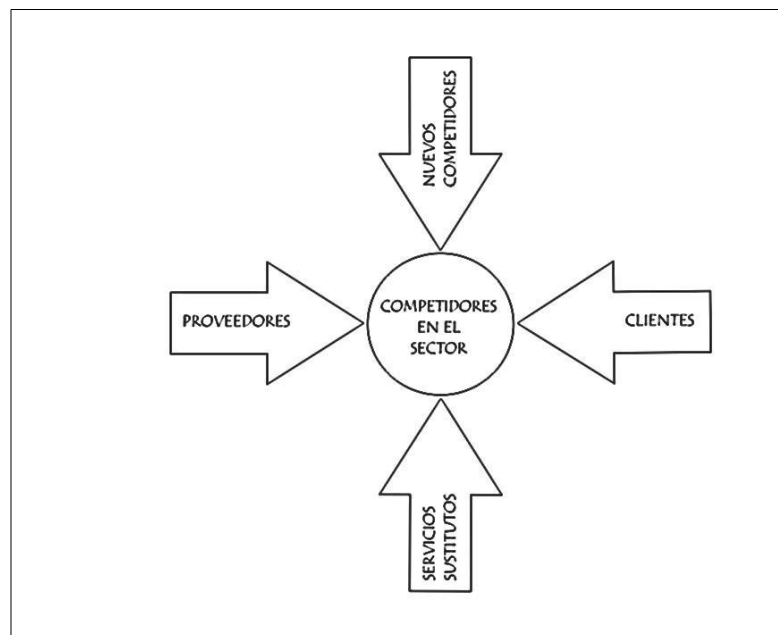 NUEVOS
COMPETIDORES
PROVEEDORES
COMPETIDORES
EN EL
SECTOR
CLIENTES
SERVICIOS
SUSTITUTOS